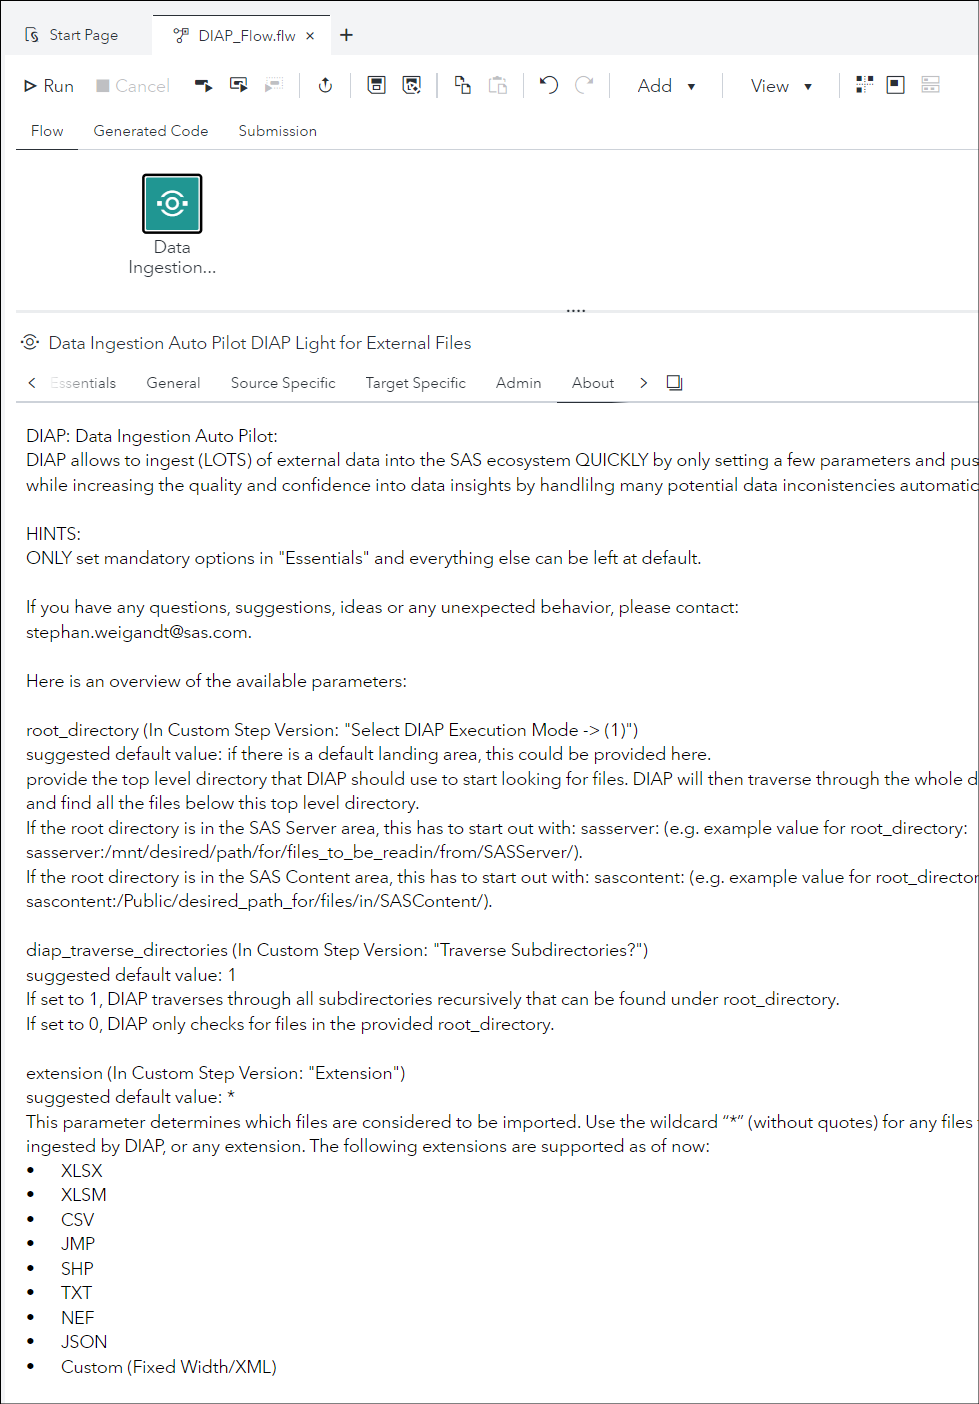 Start Page
DIAP_Flow.flw
Run
Cancel
Add
View
Flow
Generated Code
Submission
Data
Ingestion...
Data Ingestion Auto Pilot DIAP Light for External Files
Essentials
General
Source Specific
Target Specific
Admin
About
DIAP: Data Ingestion Auto Pilot:
DIAP allows to ingest (LOTS) of external data into the SAS ecosystem QUICKLY by only setting a few parameters and pus
while increasing the quality and confidence into data insights by handlilng many potential data inconistencies automatic
HINTS:
ONLY set mandatory options in "Essentials" and everything else can be left at default.
If you have any questions, suggestions, ideas or any unexpected behavior, please contact:
stephan.weigandt@sas.com.
Here is an overview of the available parameters:
root_directory (In Custom Step Version: "Select DIAP Execution Mode -> (1)")
suggested default value: if there is a default landing area, this could be provided here.
provide the top level directory that DIAP should use to start looking for files. DIAP will then traverse through the whole d
and find all the files below this top level directory.
If the root directory is in the SAS Server area, this has to start out with: sasserver: (e.g. example value for root_directory:
sasserver:/mnt/desired/path/for/files_to_be_readin/from/SASServer/).
If the root directory is in the SAS Content area, this has to start out with: sascontent: (e.g. example value for root_director
sascontent:/Public/desired_path_for/files/in/SASContent/).
diap_traverse_directories (In Custom Step Version: "Traverse Subdirectories?")
suggested default value: 1
If set to 1, DIAP traverses through all subdirectories recursively that can be found under root_directory.
If set to 0, DIAP only checks for files in the provided root_directory.
extension (In Custom Step Version: "Extension")
suggested default value: *
This parameter determines which files are considered to be imported. Use the wildcard “*” (without quotes) for any files
ingested by DIAP, or any extension. The following extensions are supported as of now:
• XLSX
• XLSM
• CSV
• JMP
• SHP
• TXT
• NEF
• JSON
• Custom (Fixed Width/XML)